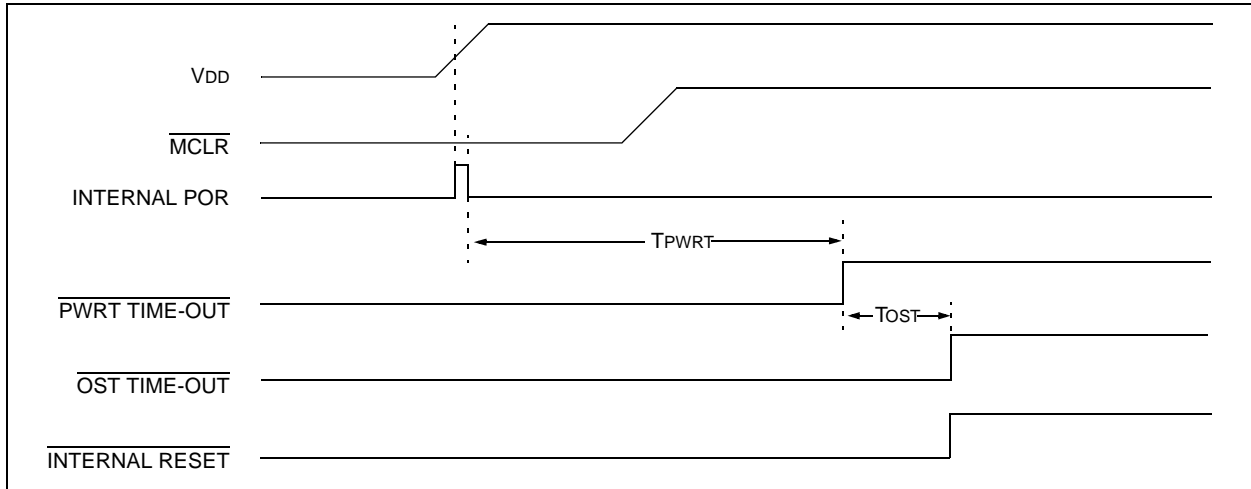 VDD
MCLR
INTERNAL POR
TPWRT
PWRT TIME-OUT
TOST
OST TIME-OUT
INTERNAL RESET